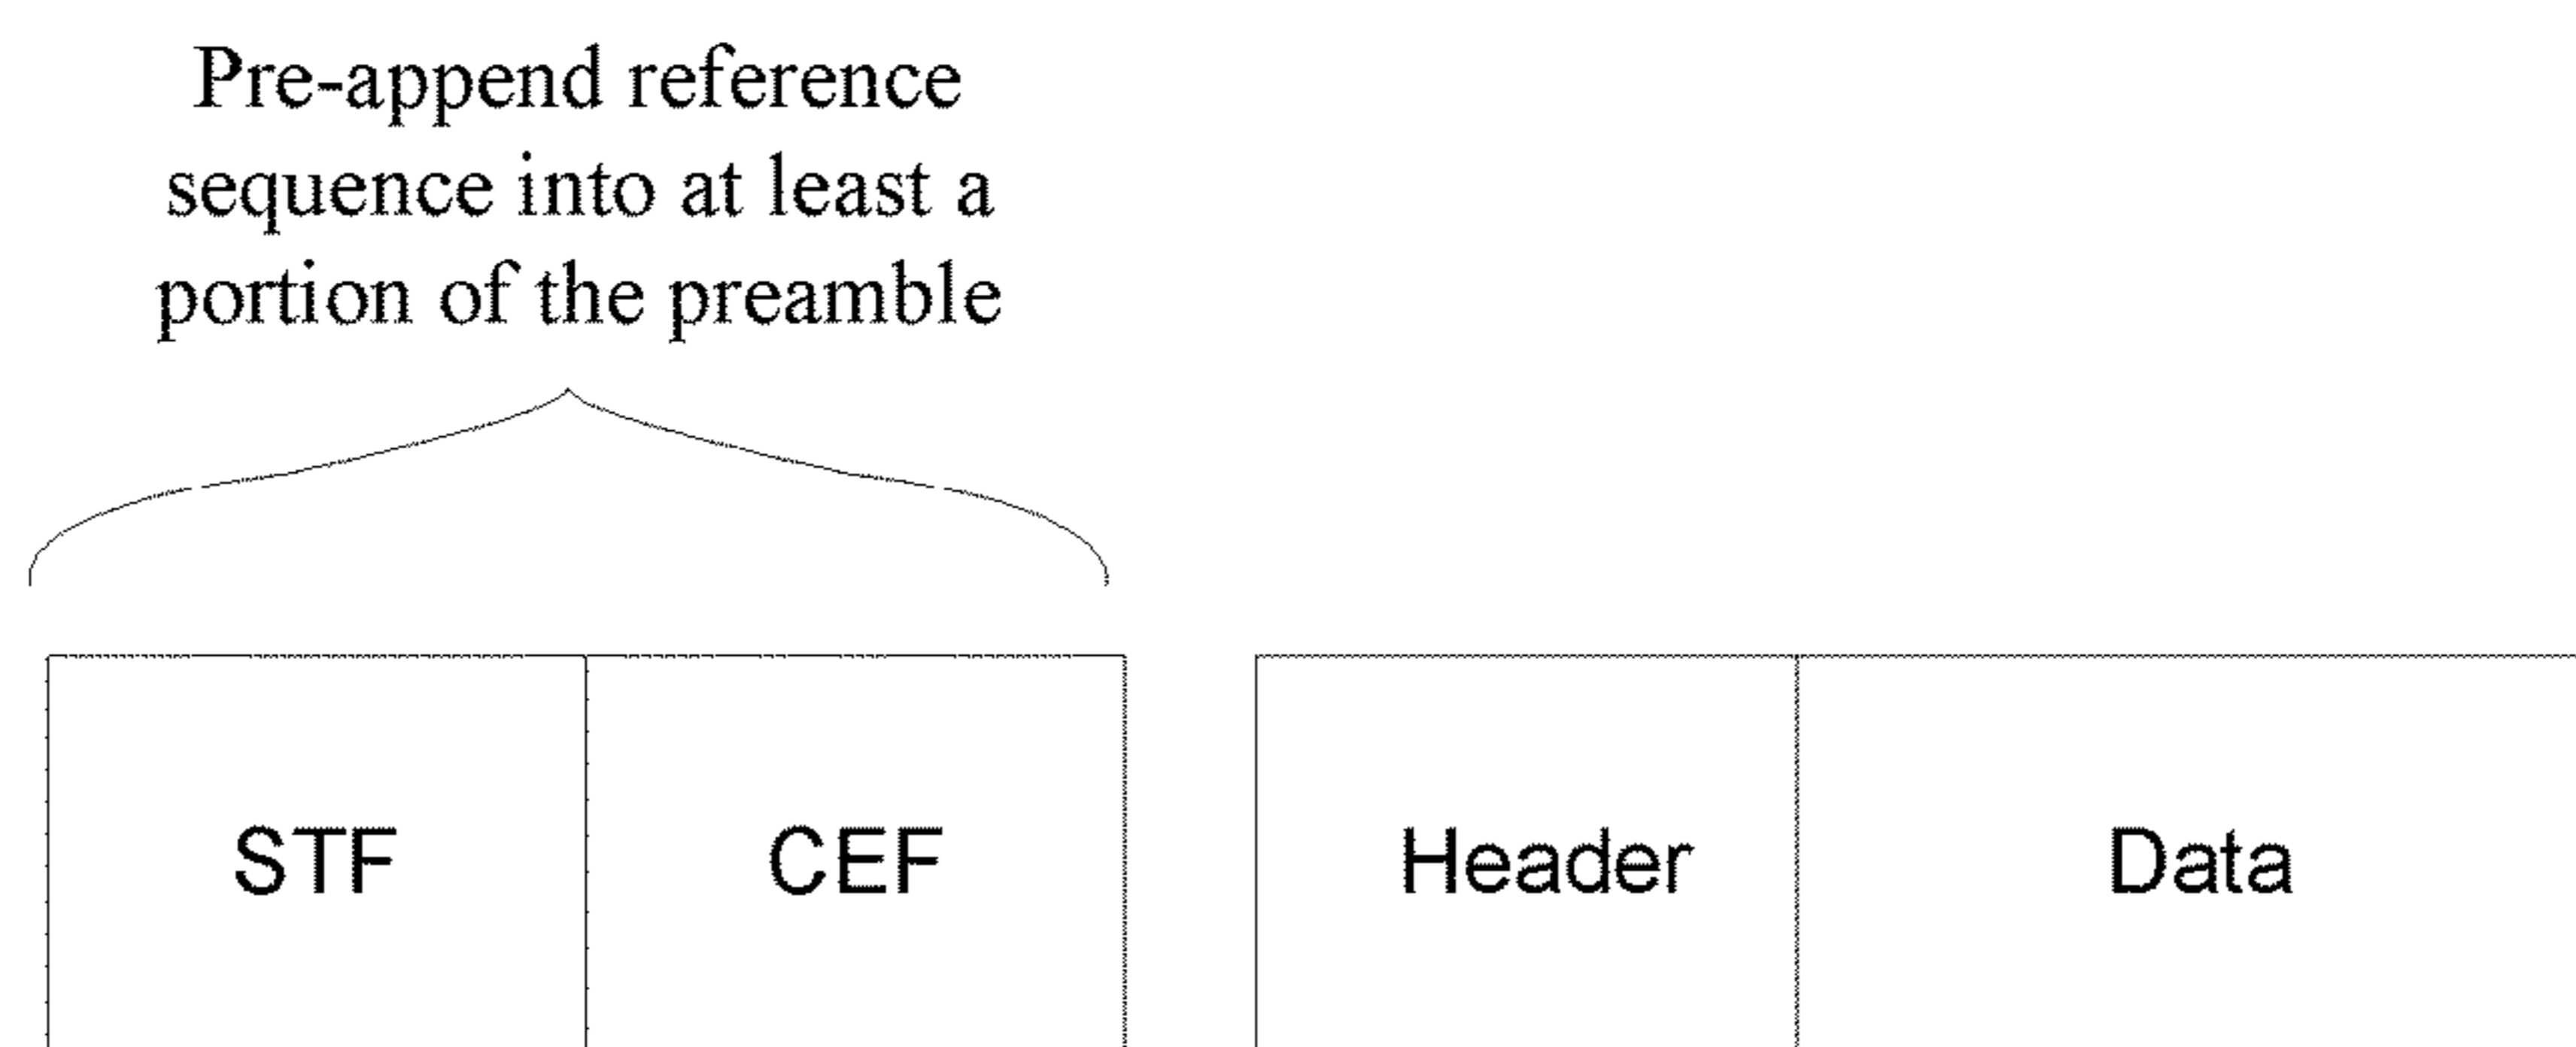 Pre-append reference
sequence into at least a
portion of the preamble
STF CEF Header Data